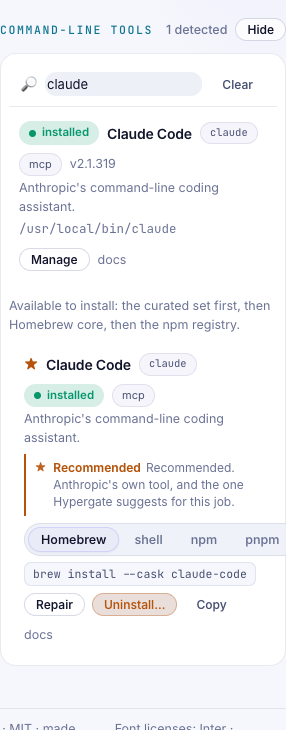 COMMAND-LINE TOOLS 1 detected Hide
claude Clear
installed Claude Code claude
mcp v2.1.319
Anthropic's command-line coding
assistant.
/usr/local/bin/claude
Manage docs
Available to install: the curated set first, then
Homebrew core, then the npm registry.
Claude Code claude
installed mcp
Anthropic's command-line coding
assistant.
Recommended Recommended.
Anthropic's own tool, and the one
Hypergate suggests for this job.
Homebrew shell npm pnpm
brew install --cask claude-code
Repair Uninstall... Copy
docs
· MIT · made Font licenses: Inter ·